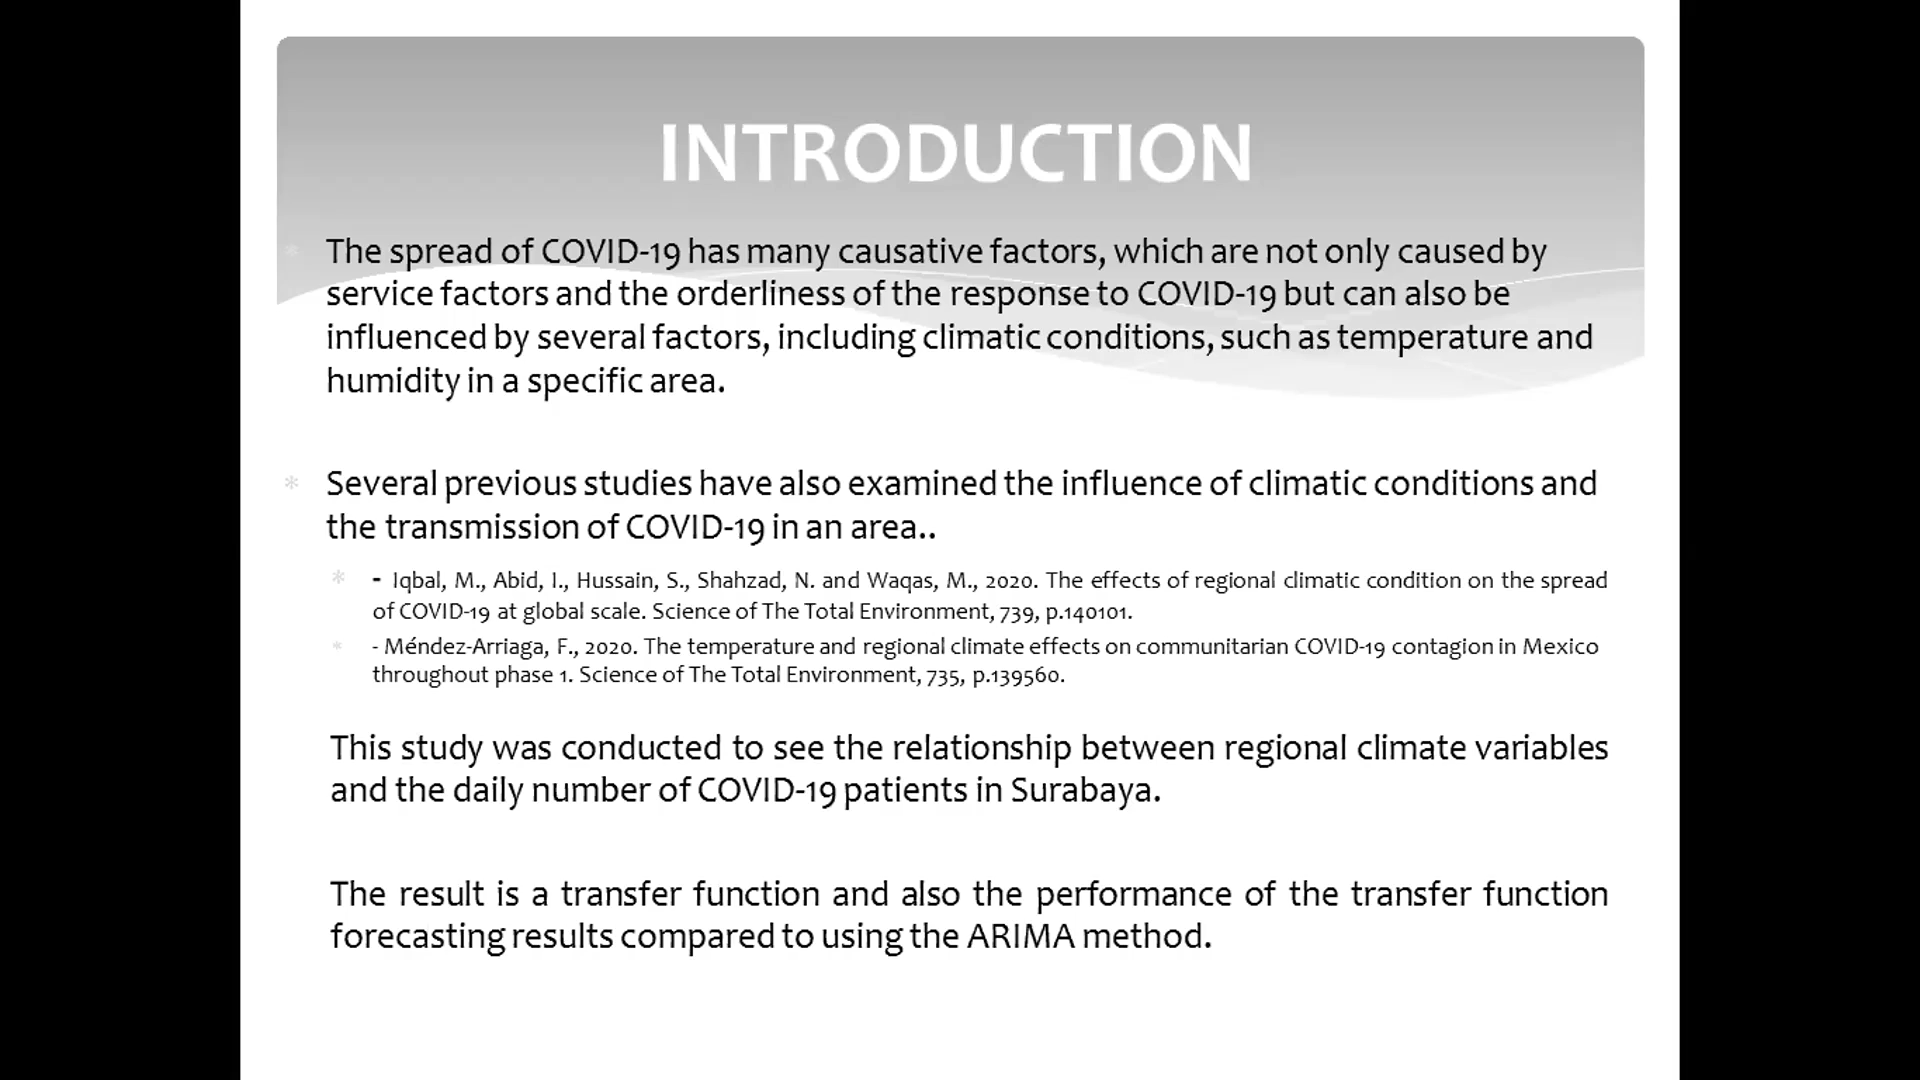 INTRODUCTION
* The spread of COVID-19 has many causative factors, which are not only caused by
service factors and the orderliness of the response to COVID-19 but can also be
influenced by several factors, including climatic conditions, such as temperature and
humidity in a specific area.
* Several previous studies have also examined the influence of climatic conditions and
the transmission of COVID-19 in an area..
* - Iqbal, M., Abid, I., Hussain, S., Shahzad, N. and Waqas, M., 2020. The effects of regional climatic condition on the spread
of COVID-19 at global scale. Science of The Total Environment, 739, p.140101.
* - Méndez-Arriaga, F., 2020. The temperature and regional climate effects on communitarian COVID-19 contagion in Mexico
throughout phase 1. Science of The Total Environment, 735, p.139560.
This study was conducted to see the relationship between regional climate variables
and the daily number of COVID-19 patients in Surabaya.
The result is a transfer function and also the performance of the transfer function
forecasting results compared to using the ARIMA method.